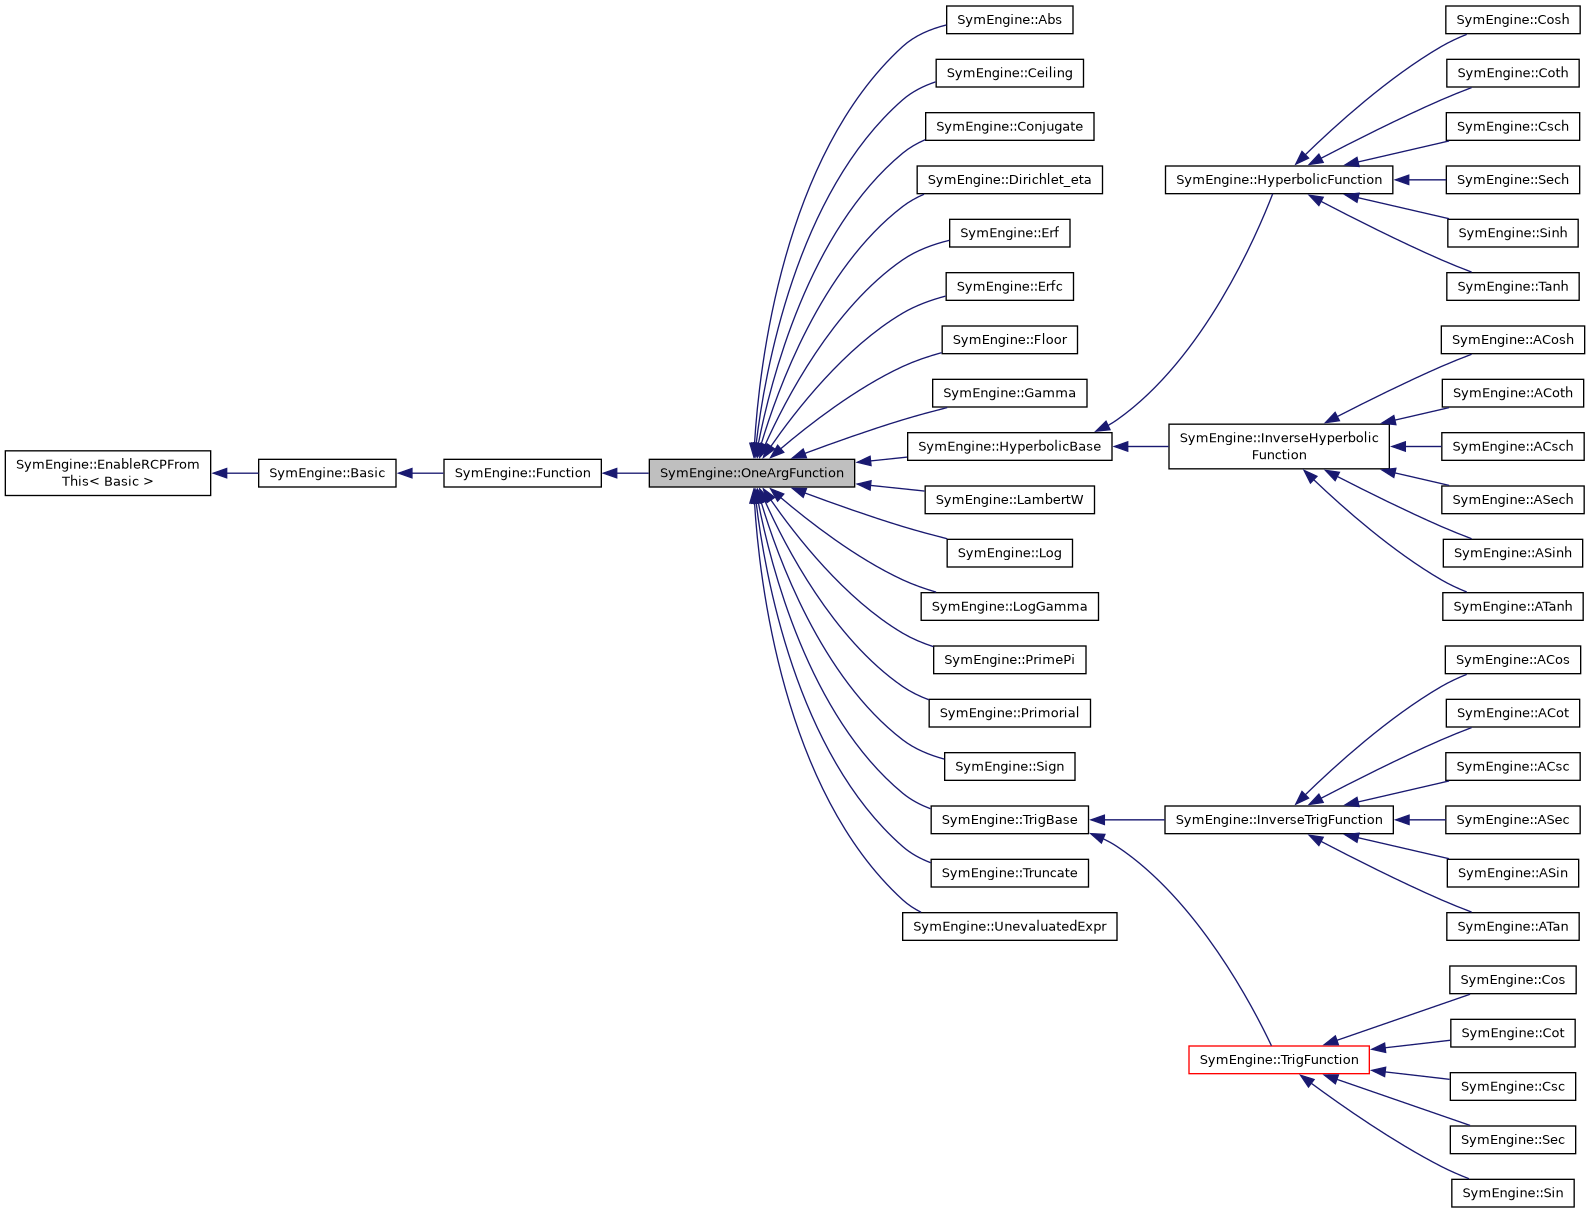 SymEngine::EnableRCPFrom
This< Basic >
SymEngine::Basic
SymEngine::Function
SymEngine::OneArgFunction
SymEngine::Abs
SymEngine::Ceiling
SymEngine::Conjugate
SymEngine::Dirichlet_eta
SymEngine::Erf
SymEngine::Erfc
SymEngine::Floor
SymEngine::Gamma
SymEngine::HyperbolicBase
SymEngine::LambertW
SymEngine::Log
SymEngine::LogGamma
SymEngine::PrimePi
SymEngine::Primorial
SymEngine::Sign
SymEngine::TrigBase
SymEngine::Truncate
SymEngine::UnevaluatedExpr
SymEngine::HyperbolicFunction
SymEngine::InverseHyperbolic
Function
SymEngine::InverseTrigFunction
SymEngine::TrigFunction
SymEngine::Cosh
SymEngine::Coth
SymEngine::Csch
SymEngine::Sech
SymEngine::Sinh
SymEngine::Tanh
SymEngine::ACosh
SymEngine::ACoth
SymEngine::ACsch
SymEngine::ASech
SymEngine::ASinh
SymEngine::ATanh
SymEngine::ACos
SymEngine::ACot
SymEngine::ACsc
SymEngine::ASec
SymEngine::ASin
SymEngine::ATan
SymEngine::Cos
SymEngine::Cot
SymEngine::Csc
SymEngine::Sec
SymEngine::Sin